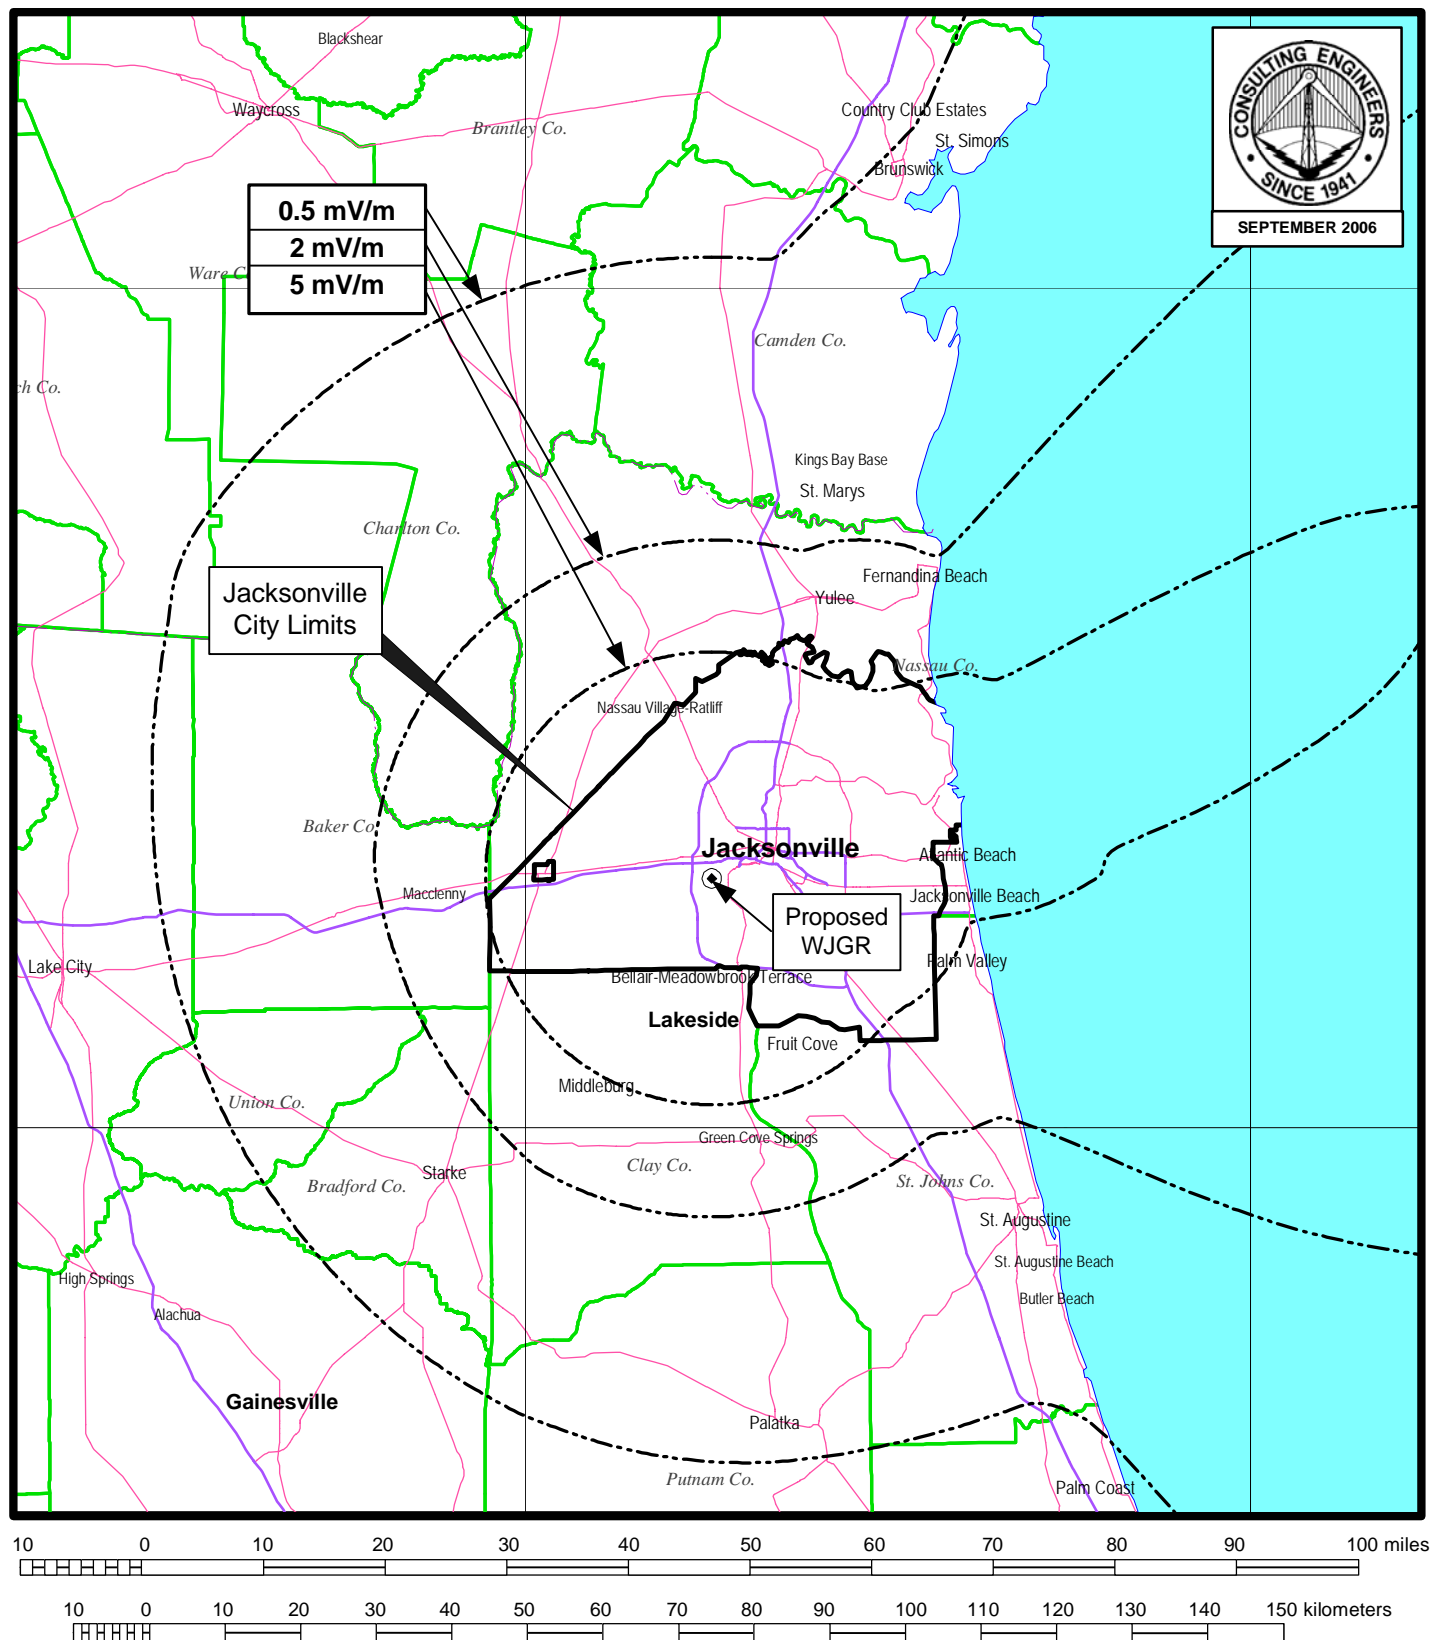 Blackshear
Waycross
Brantley Co.
Country Club Estates
St. Simons
Brunswick
CONSULTING ENGINEERS
• SINCE 1941 •
SEPTEMBER 2006
0.5 mV/m
2 mV/m
5 mV/m
Ware C
Camden Co.
ch Co.
Kings Bay Base
St. Marys
Charlton Co.
Fernandina Beach
Yulee
Jacksonville
City Limits
Nassau Co.
Nassau Village-Ratliff
Baker Co
Jacksonville
Atlantic Beach
Macclenny
Jacksonville Beach
Proposed
WJGR
Lake City
Palm Valley
Bellair-Meadowbrook Terrace
Lakeside
Fruit Cove
Middleburg
Union Co.
Green Cove Springs
Clay Co.
Starke
Bradford Co.
St. Johns Co.
St. Augustine
St. Augustine Beach
High Springs
Butler Beach
Alachua
Gainesville
Palatka
Putnam Co.
Palm Coast
10 0 10 20 30 40 50 60 70 80 90 100 miles
10 0 10 20 30 40 50 60 70 80 90 100 110 120 130 140 150 kilometers